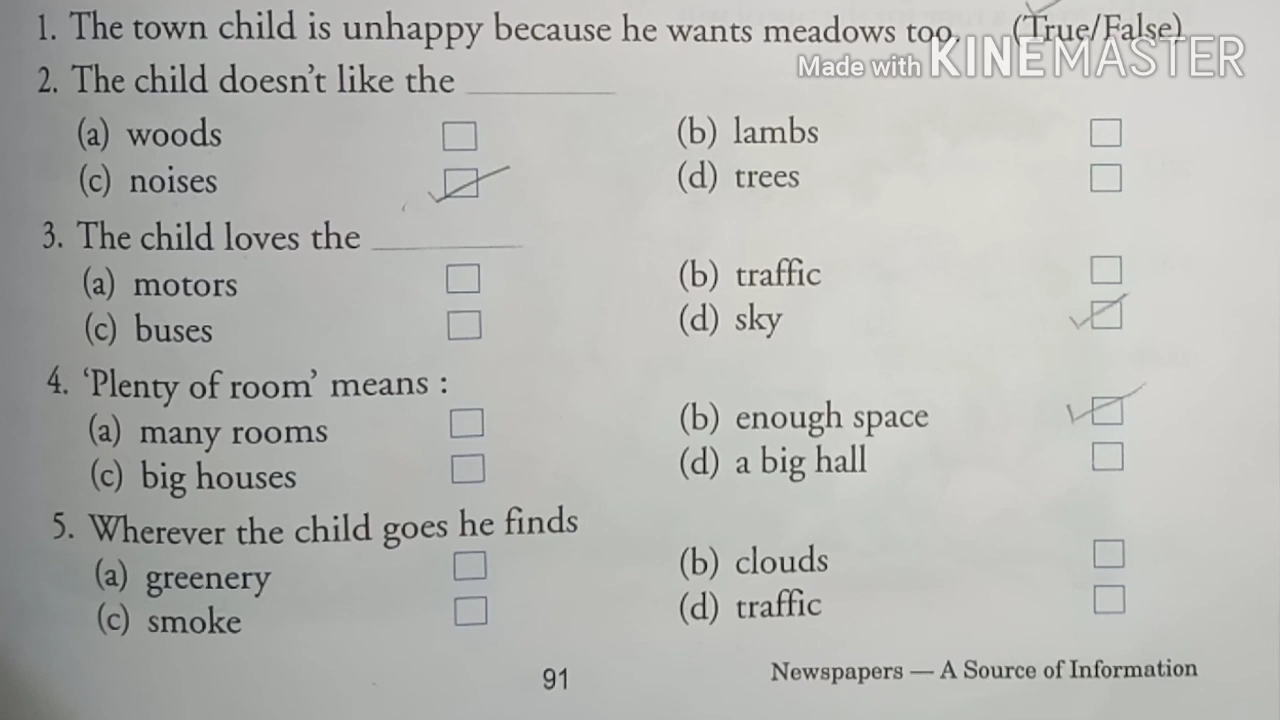 1. The town child is unhappy because he wants meadows too. (True/False)
Made with KINEMASTER
2. The child doesn't like the ________
(a) woods (b) lambs
(c) noises (d) trees
3. The child loves the ________
(a) motors (b) traffic
(c) buses (d) sky
4. 'Plenty of room' means :
(a) many rooms (b) enough space
(c) big houses (d) a big hall
5. Wherever the child goes he finds
(a) greenery (b) clouds
(c) smoke (d) traffic
91 Newspapers — A Source of Information